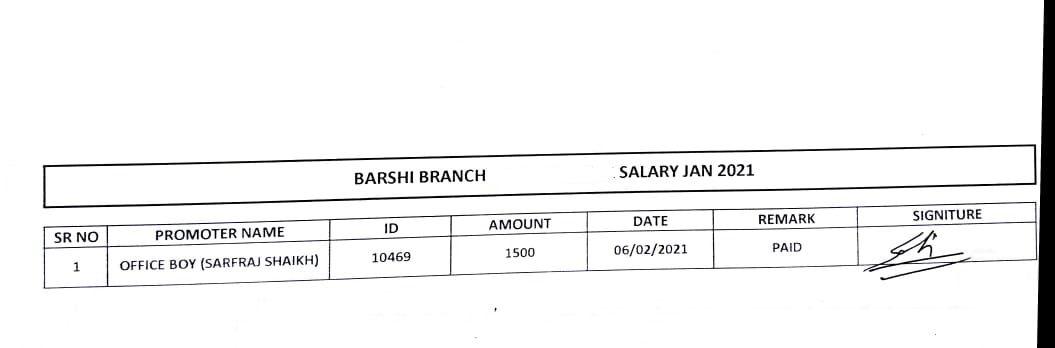 BARSHI BRANCH SALARY JAN 2021
SR NO PROMOTER NAME ID AMOUNT DATE REMARK SIGNITURE
1 OFFICE BOY (SARFRAJ SHAIKH) 10469 1500 06/02/2021 PAID